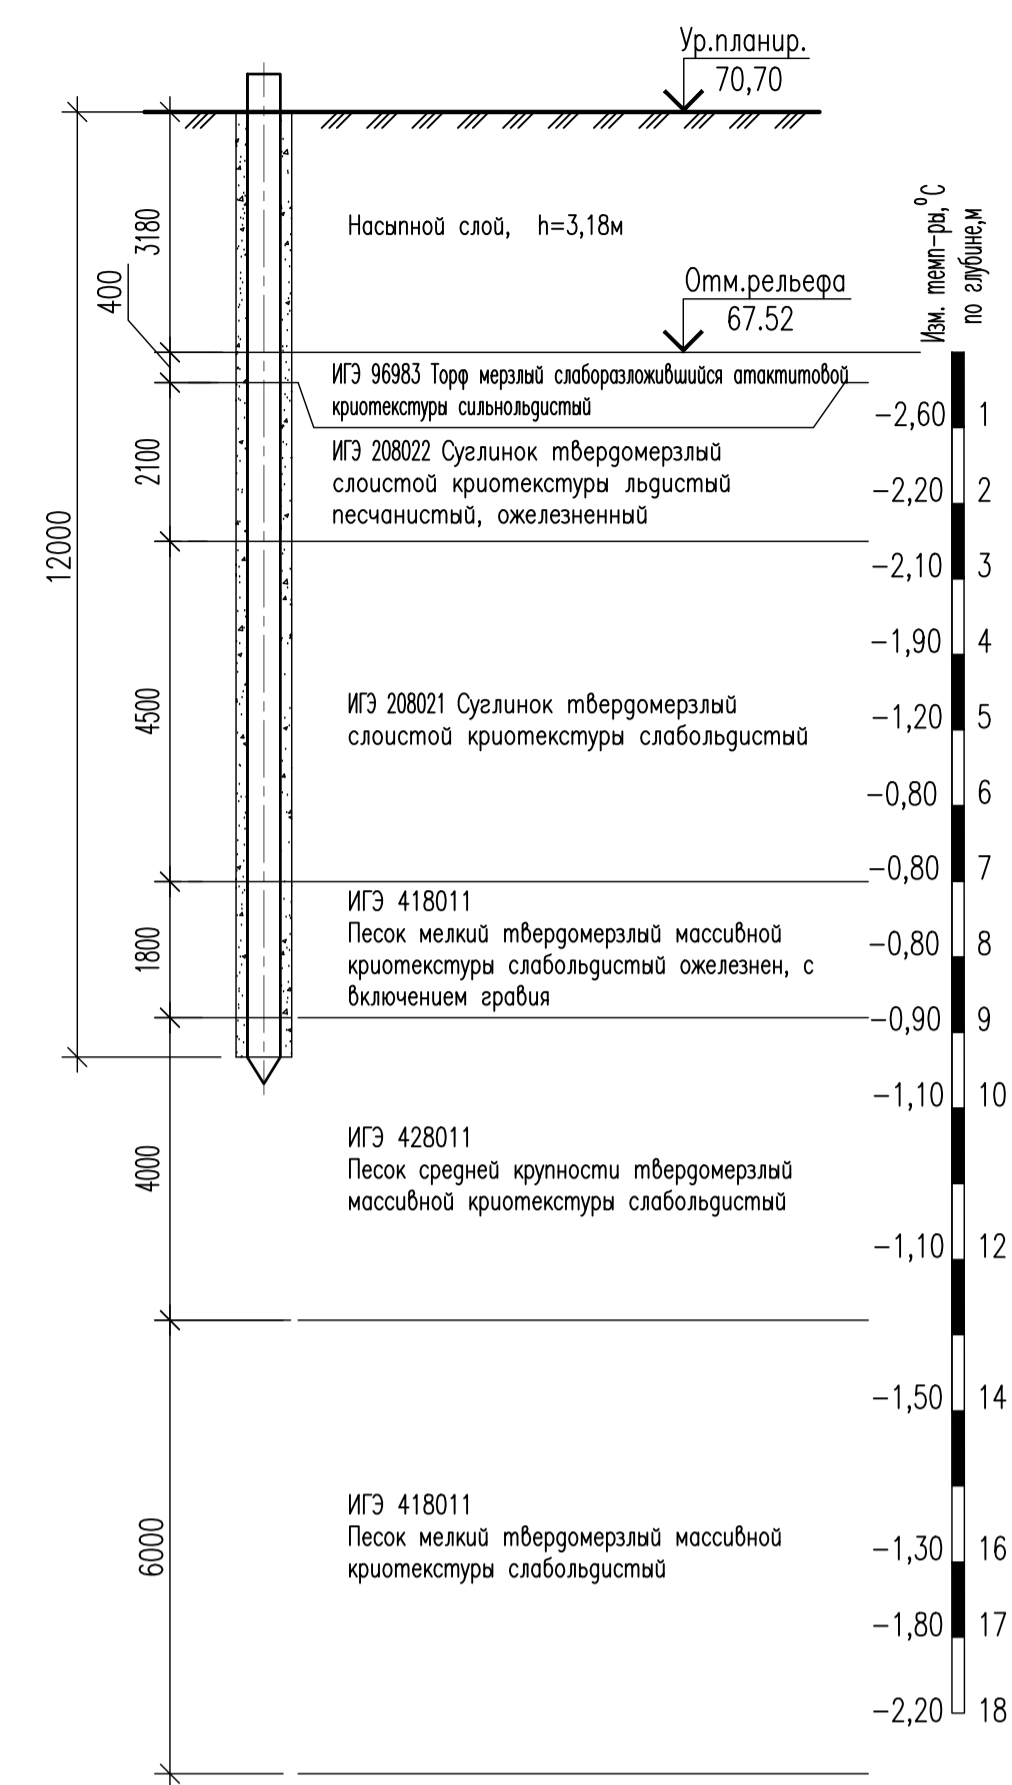 Ур.планир.
70,70
Насыпной слой, h=3,18м
Изм. темп-ры,°С
по глубине,м
3180
400
Отм.рельефа
67.52
ИГЭ 96983 Торф мерзлый слаборазложившийся атактитовой
криотекстуры сильнольдистый
-2,60 1
2100
ИГЭ 208022 Суглинок твердомерзлый
слоистой криотекстуры льдистый
песчанистый, ожелезненный
-2,20 2
12000
-2,10 3
-1,90 4
4500
ИГЭ 208021 Суглинок твердомерзлый
слоистой криотекстуры слабольдистый
-1,20 5
-0,80 6
-0,80 7
1800
ИГЭ 418011
Песок мелкий твердомерзлый массивной
криотекстуры слабольдистый ожелезнен, с
включением гравия
-0,80 8
-0,90 9
-1,10 10
4000
ИГЭ 428011
Песок средней крупности твердомерзлый
массивной криотекстуры слабольдистый
-1,10 12
-1,50 14
6000
ИГЭ 418011
Песок мелкий твердомерзлый массивной
криотекстуры слабольдистый
-1,30 16
-1,80 17
-2,20 18